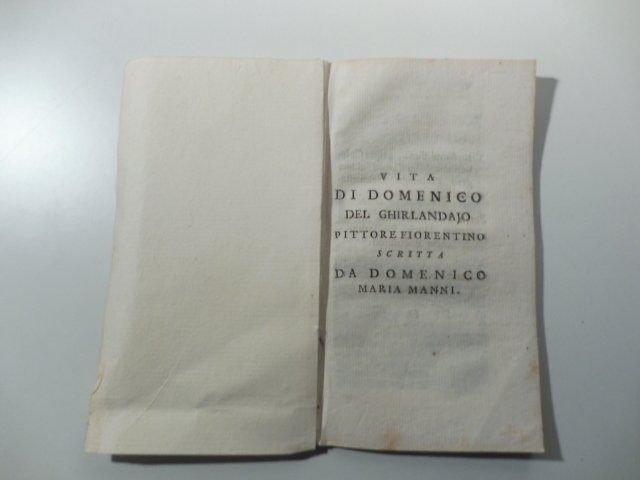 VITA
DI DOMENICO
DEL GHIRLANDAJO
PITTORE FIORENTINO
SCRITTA
DA DOMENICO
MARIA MANNI.